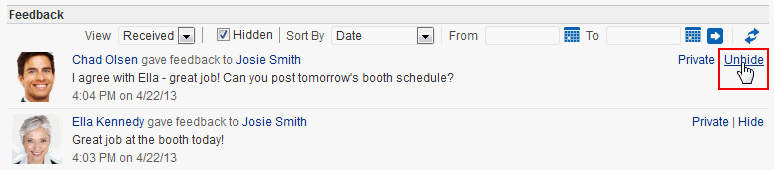 Feedback
View Received Hidden Sort By Date From To
Chad Olsen gave feedback to Josie Smith Private Unhide
I agree with Ella - great job! Can you post tomorrow's booth schedule?
4:04 PM on 4/22/13
Ella Kennedy gave feedback to Josie Smith Private | Hide
Great job at the booth today!
4:03 PM on 4/22/13